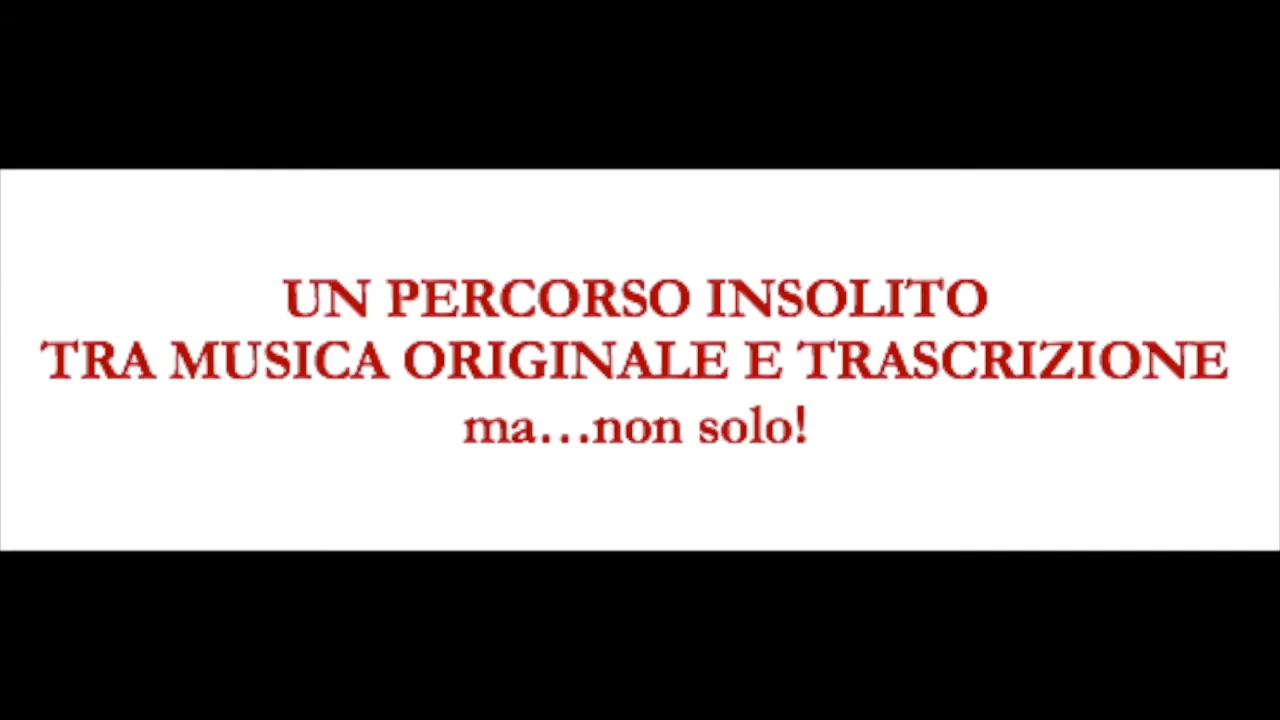 UN PERCORSO INSOLITO
TRA MUSICA ORIGINALE E TRASCRIZIONE
ma...non solo!